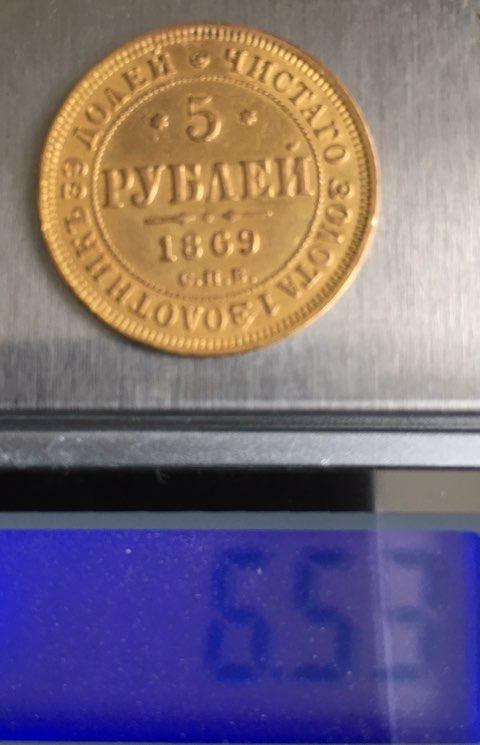 ЧИСТАГО ЗОЛОТА 1 ЗОЛОТНИКЪ 39 ДОЛЕЙ
5
РУБЛЕЙ
1869
С.П.Б.
6.53